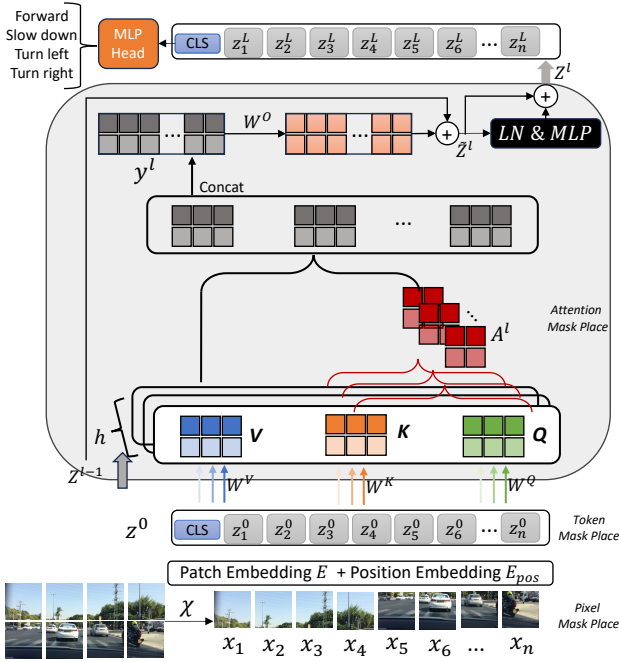 Forward
Slow down
Turn left
Turn right
MLP
Head
CLS z_1^L z_2^L z_3^L z_4^L z_5^L z_6^L ... z_n^L
Z^l
W^O
Z̃^l
LN & MLP
y^l
Concat
...
A^l
Attention
Mask Place
h
V K Q
Z^{l−1}
W^V W^K W^Q
z^0
CLS z_1^0 z_2^0 z_3^0 z_4^0 z_5^0 z_6^0 ... z_n^0
Token
Mask Place
Patch Embedding E + Position Embedding E_{pos}
Pixel
Mask Place
χ
x_1 x_2 x_3 x_4 x_5 x_6 ... x_n